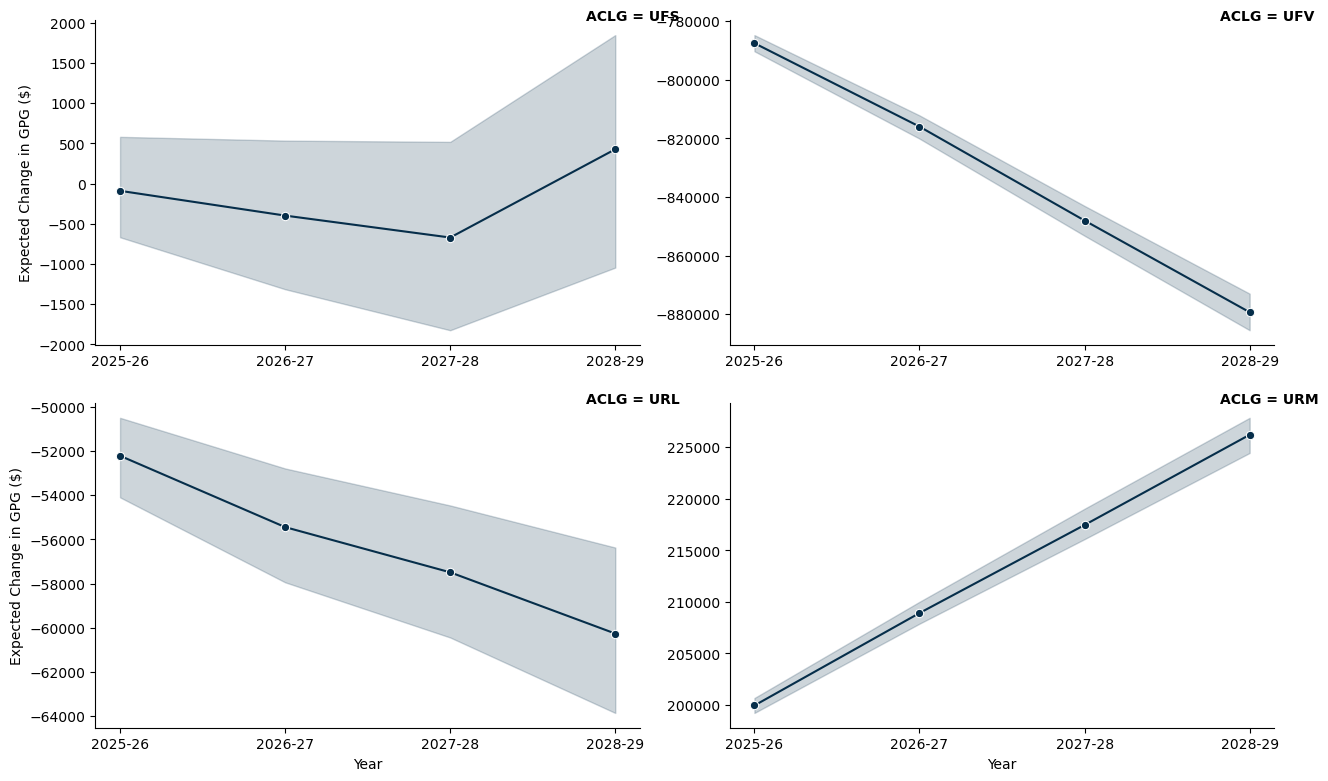 ACLG = UFS
Expected Change in GPG ($)
2000
1500
1000
500
0
−500
−1000
−1500
−2000
2025-26 2026-27 2027-28 2028-29
ACLG = UFV
−780000
−800000
−820000
−840000
−860000
−880000
2025-26 2026-27 2027-28 2028-29
ACLG = URL
Expected Change in GPG ($)
−50000
−52000
−54000
−56000
−58000
−60000
−62000
−64000
2025-26 2026-27 2027-28 2028-29
Year
ACLG = URM
225000
220000
215000
210000
205000
200000
2025-26 2026-27 2027-28 2028-29
Year